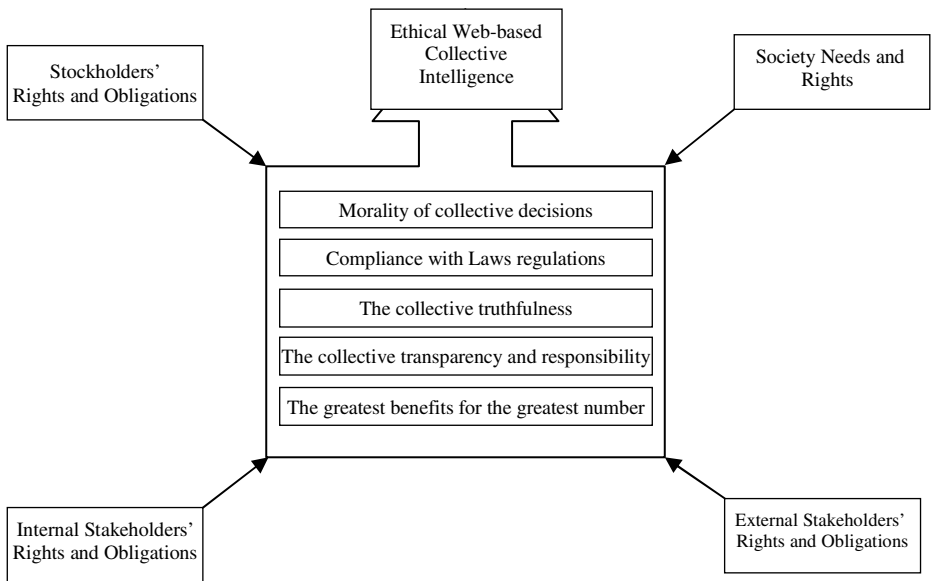 Ethical Web-based
Collective
Intelligence
Stockholders’
Rights and Obligations
Society Needs and
Rights
Morality of collective decisions
Compliance with Laws regulations
The collective truthfulness
The collective transparency and responsibility
The greatest benefits for the greatest number
Internal Stakeholders’
Rights and Obligations
External Stakeholders’
Rights and Obligations